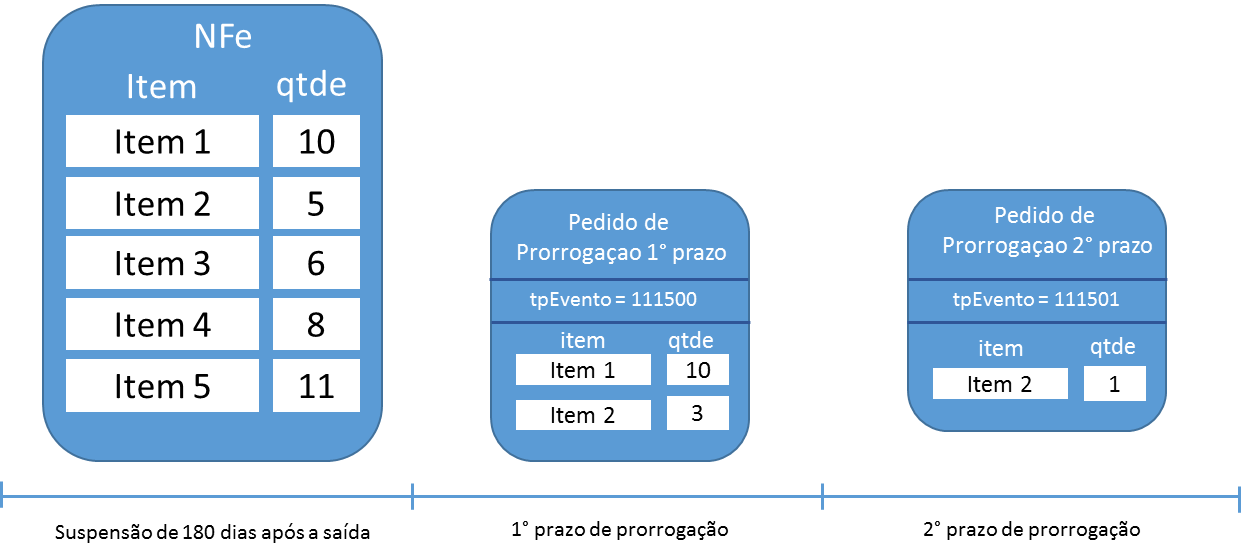 NFe
Item qtde
Item 1 10
Item 2 5
Item 3 6
Item 4 8
Item 5 11
Pedido de
Prorrogaçao 1° prazo
tpEvento = 111500
item qtde
Item 1 10
Item 2 3
Pedido de
Prorrogaçao 2° prazo
tpEvento = 111501
item qtde
Item 2 1
Suspensão de 180 dias após a saída
1° prazo de prorrogação
2° prazo de prorrogação